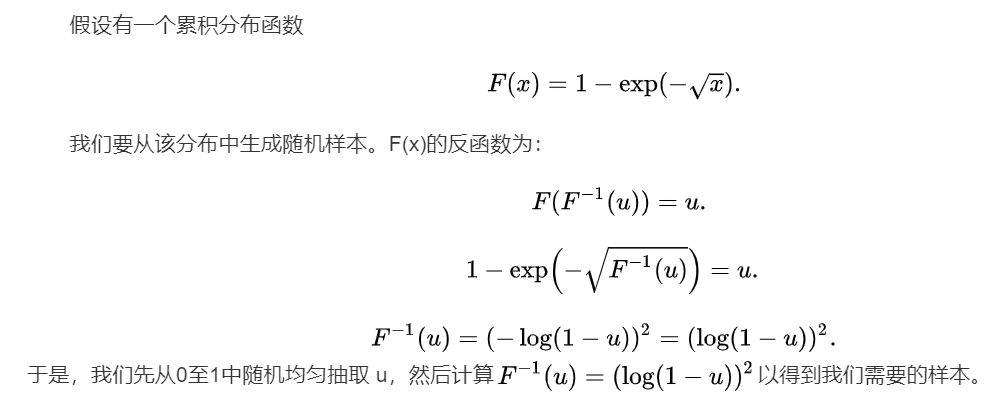 假设有一个累积分布函数
F(x) = 1 − exp(−√x).
我们要从该分布中生成随机样本。F(x)的反函数为：
F(F⁻¹(u)) = u.
1 − exp(−√(F⁻¹(u))) = u.
F⁻¹(u) = (− log(1 − u))² = (log(1 − u))².
于是，我们先从0至1中随机均匀抽取 u，然后计算 F⁻¹(u) = (log(1 − u))² 以得到我们需要的样本。